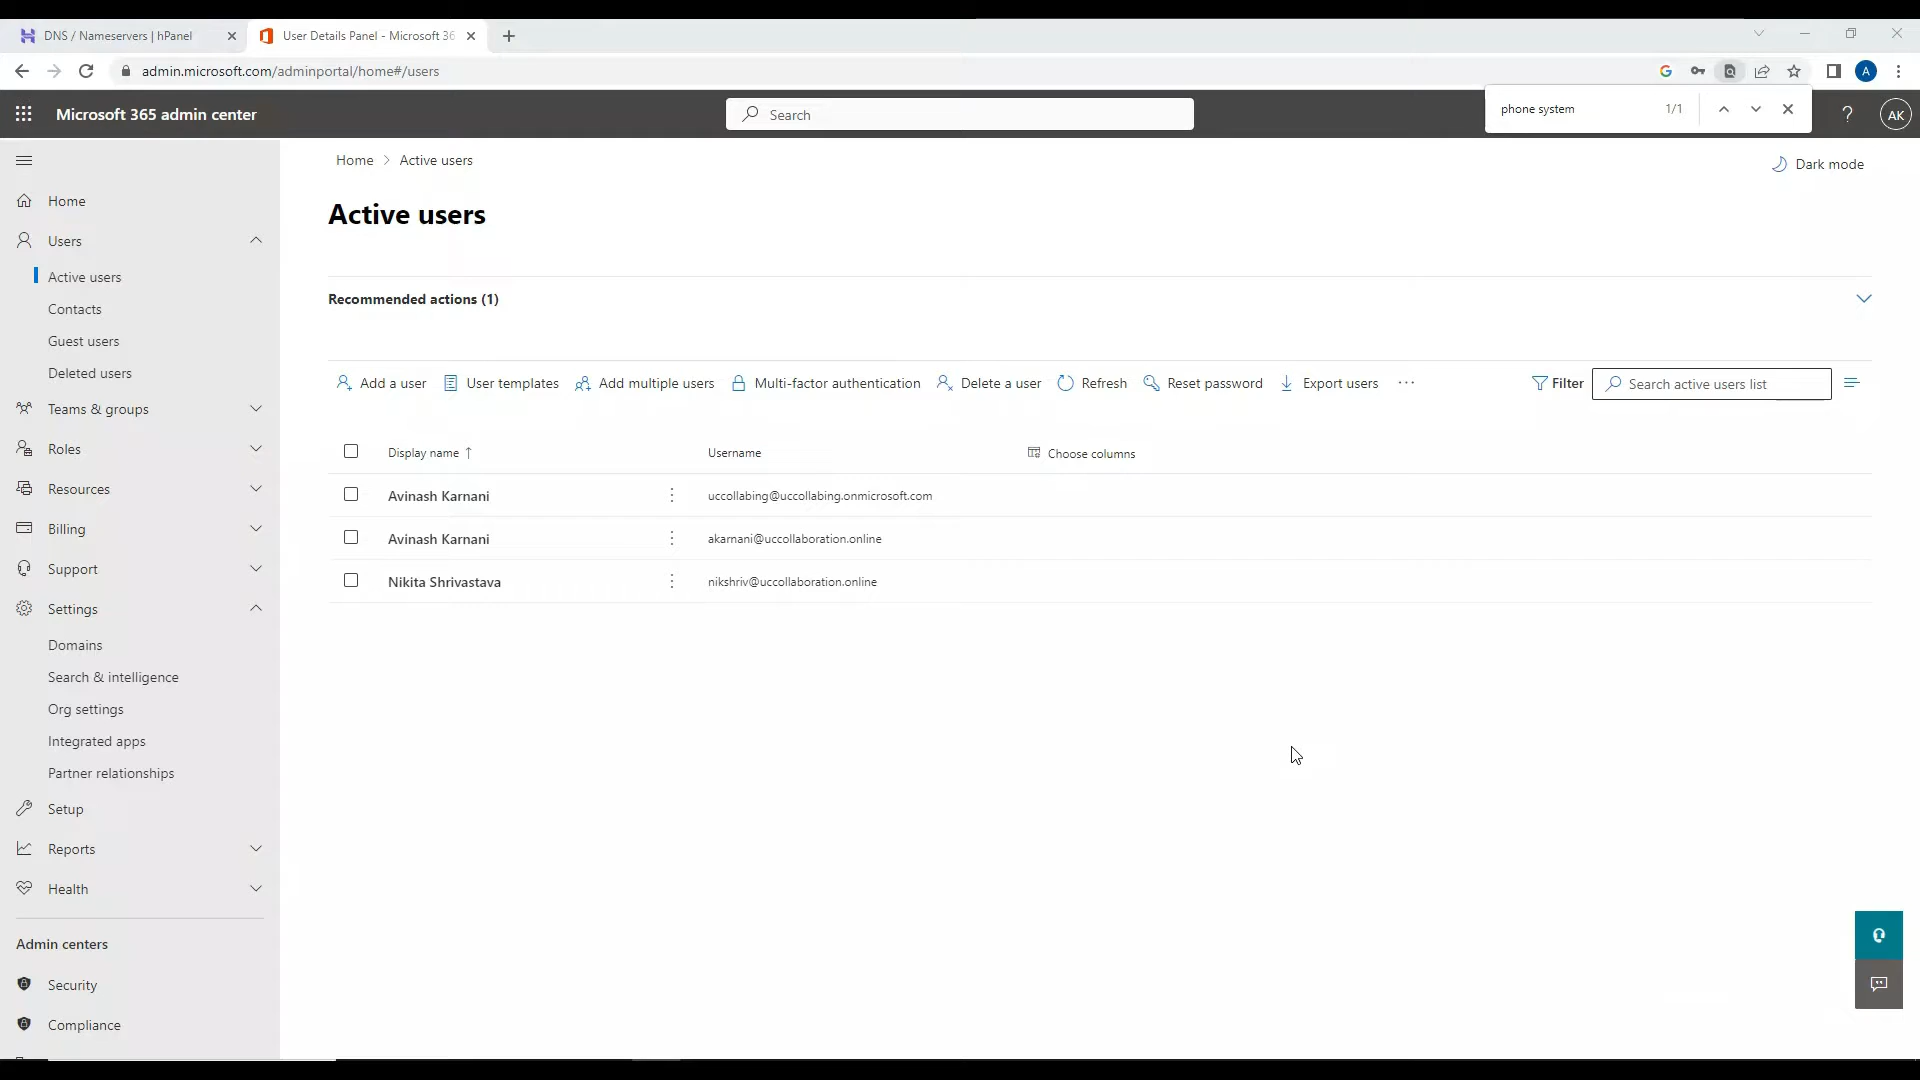 DNS / Nameservers | hPanel
User Details Panel - Microsoft 36
admin.microsoft.com/adminportal/home#/users
A
Microsoft 365 admin center
Search
phone system 1/1
?
AK
Home > Active users
Dark mode
Active users
Recommended actions (1)
Add a user User templates Add multiple users Multi-factor authentication Delete a user Refresh Reset password Export users ...
Filter Search active users list
Display name ↑ Username Choose columns
Avinash Karnani uccollabing@uccollabing.onmicrosoft.com
Avinash Karnani akarnani@uccollaboration.online
Nikita Shrivastava nikshriv@uccollaboration.online
Home
Users
Active users
Contacts
Guest users
Deleted users
Teams & groups
Roles
Resources
Billing
Support
Settings
Domains
Search & intelligence
Org settings
Integrated apps
Partner relationships
Setup
Reports
Health
Admin centers
Security
Compliance